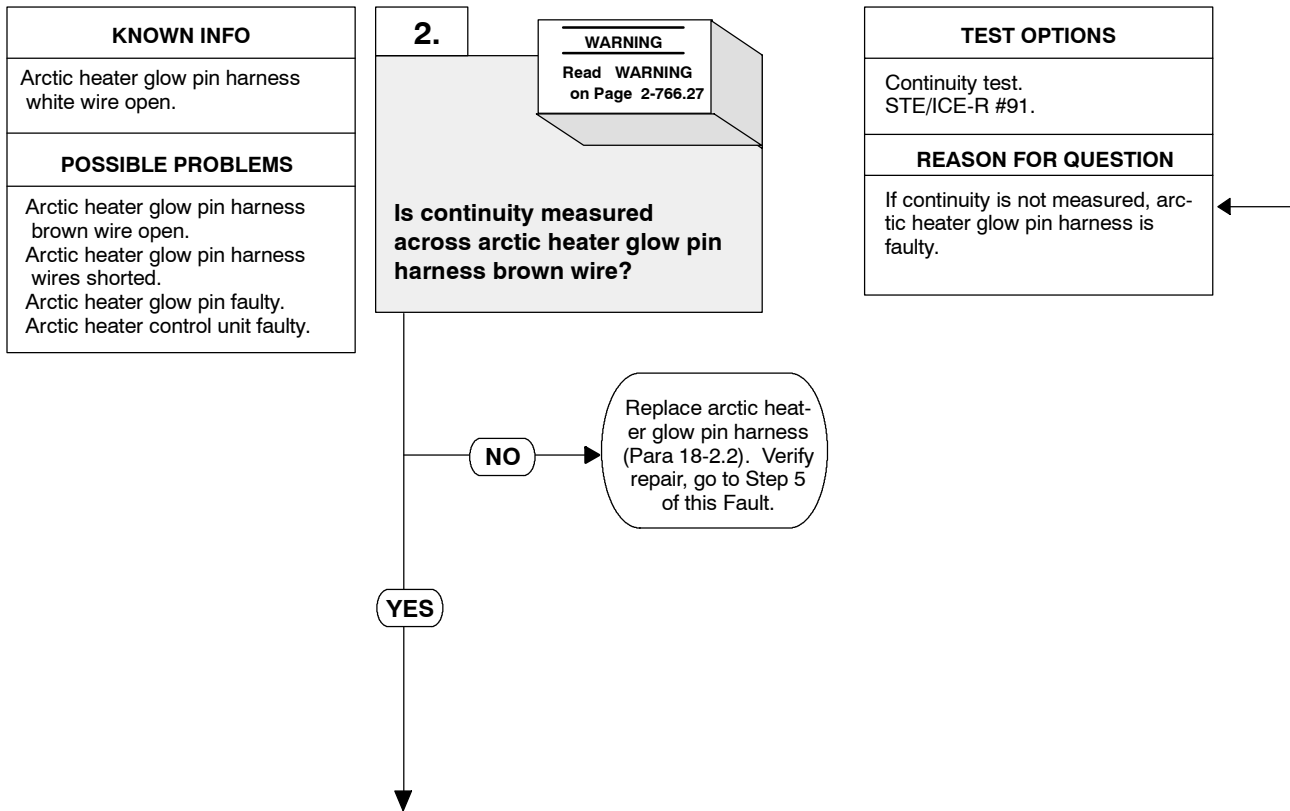 KNOWN INFO
Arctic heater glow pin harness
white wire open.
POSSIBLE PROBLEMS
Arctic heater glow pin harness
brown wire open.
Arctic heater glow pin harness
wires shorted.
Arctic heater glow pin faulty.
Arctic heater control unit faulty.
2.
WARNING
Read WARNING
on Page 2-766.27
Is continuity measured
across arctic heater glow pin
harness brown wire?
TEST OPTIONS
Continuity test.
STE/ICE-R #91.
REASON FOR QUESTION
If continuity is not measured, arc-
tic heater glow pin harness is
faulty.
NO
Replace arctic heat-
er glow pin harness
(Para 18-2.2). Verify
repair, go to Step 5
of this Fault.
YES